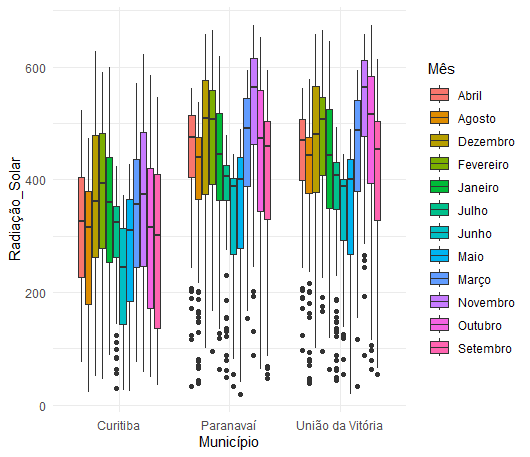 600
400
200
0
Radiação_Solar
Curitiba
Paranavaí
União da Vitória
Município
Mês
Abril
Agosto
Dezembro
Fevereiro
Janeiro
Julho
Junho
Maio
Março
Novembro
Outubro
Setembro